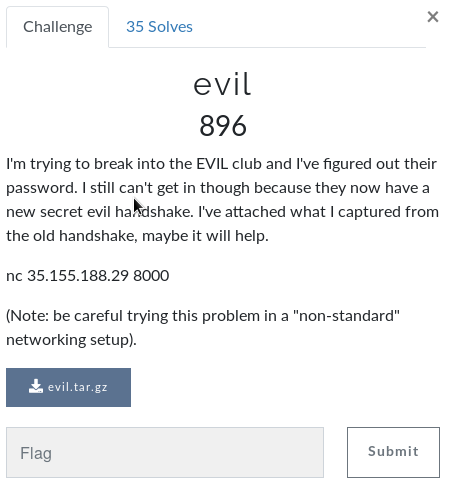 Challenge
35 Solves
×
evil
896
I'm trying to break into the EVIL club and I've figured out their
password. I still can't get in though because they now have a
new secret evil handshake. I've attached what I captured from
the old handshake, maybe it will help.
nc 35.155.188.29 8000
(Note: be careful trying this problem in a "non-standard"
networking setup).
evil.tar.gz
Flag
Submit